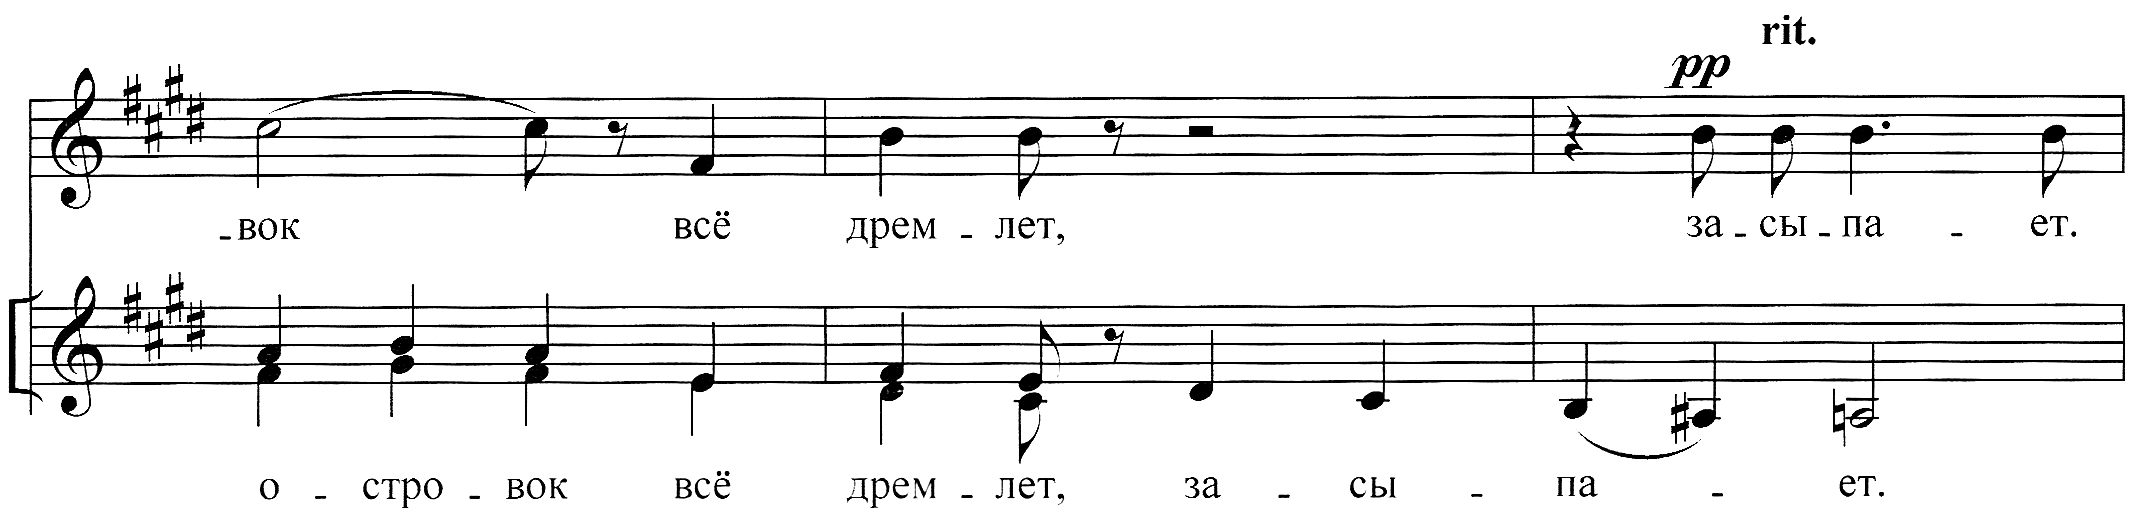 rit.
pp
-вок всё дрем - лет, за - сы - па - ет.
о - стро - вок всё дрем - лет, за - сы - па - ет.